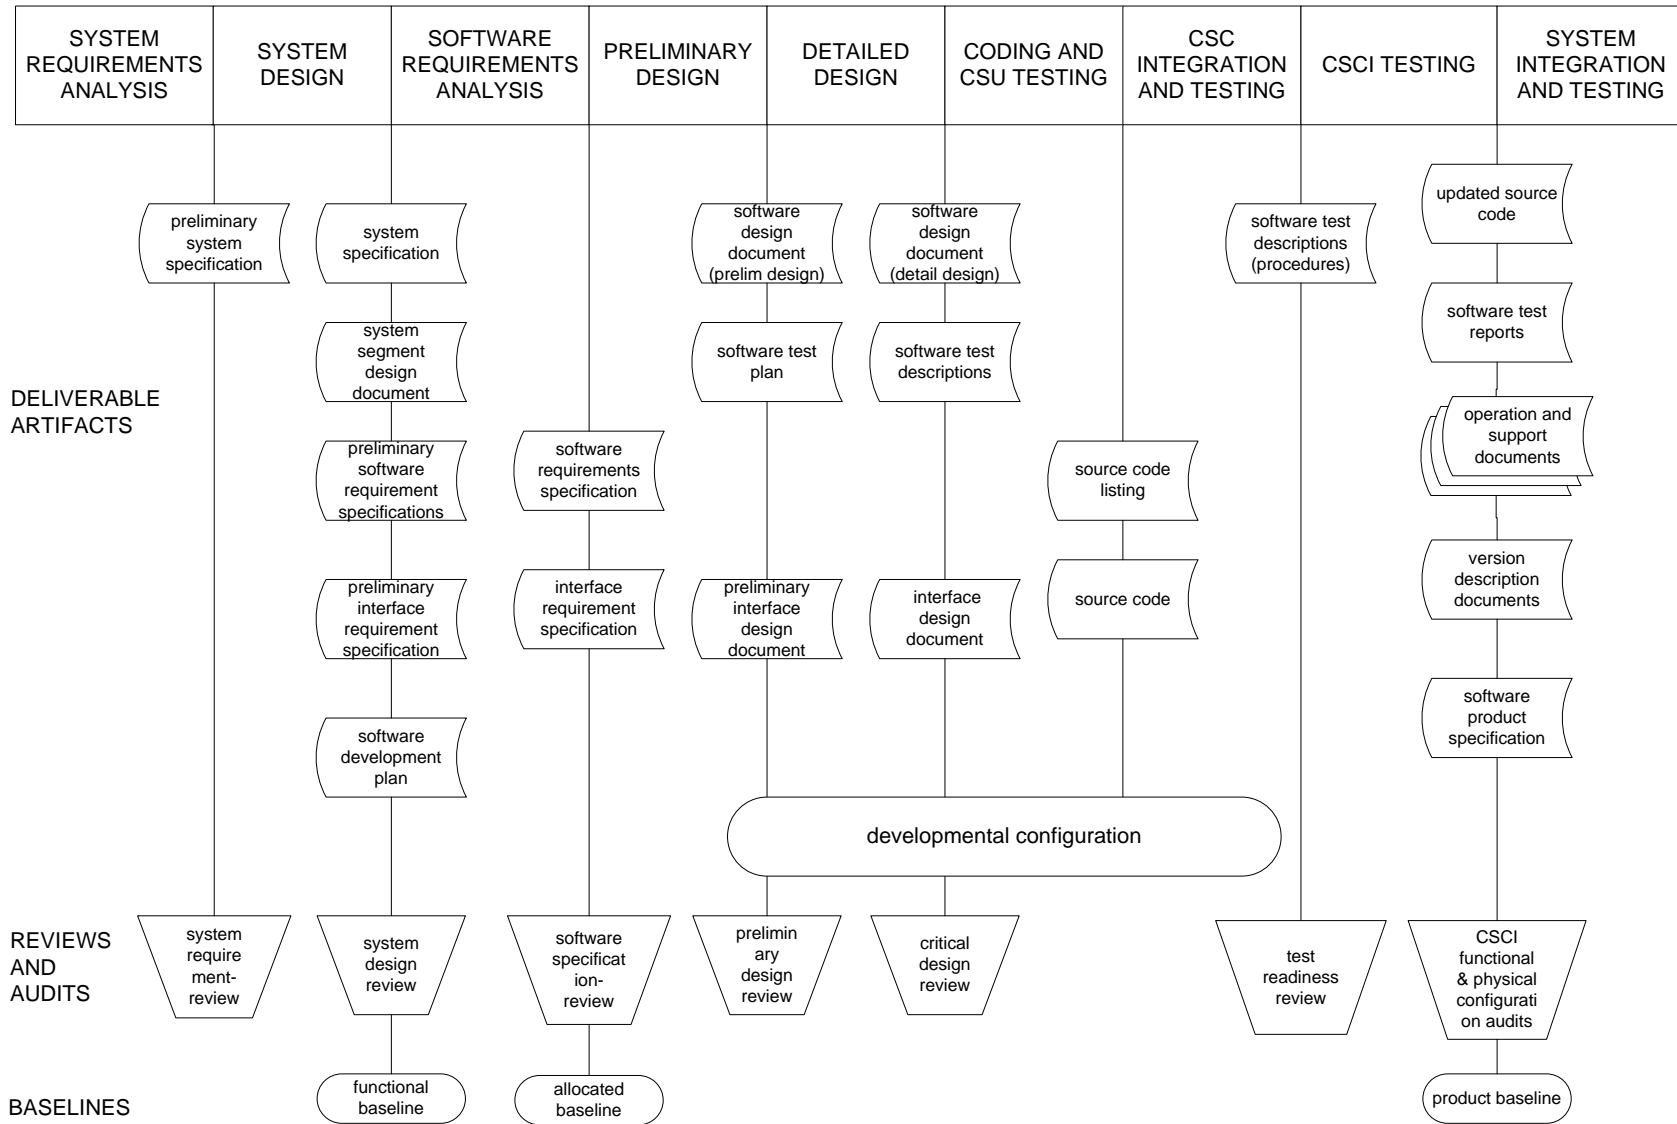 SYSTEM
REQUIREMENTS
ANALYSIS
SYSTEM
DESIGN
SOFTWARE
REQUIREMENTS
ANALYSIS
PRELIMINARY
DESIGN
DETAILED
DESIGN
CODING AND
CSU TESTING
CSC
INTEGRATION
AND TESTING
CSCI TESTING
SYSTEM
INTEGRATION
AND TESTING
DELIVERABLE
ARTIFACTS
preliminary
system
specification
system
specification
system
segment
design
document
preliminary
software
requirement
specifications
preliminary
interface
requirement
specification
software
development
plan
software
requirements
specification
interface
requirement
specification
software
design
document
(prelim design)
software test
plan
preliminary
interface
design
document
software
design
document
(detail design)
software test
descriptions
interface
design
document
source code
listing
source code
software test
descriptions
(procedures)
updated source
code
software test
reports
operation and
support
documents
version
description
documents
software
product
specification
developmental configuration
REVIEWS
AND
AUDITS
system
require
ment-
review
system
design
review
software
specificat
ion-
review
prelimin
ary
design
review
critical
design
review
test
readiness
review
CSCI
functional
& physical
configurati
on audits
BASELINES
functional
baseline
allocated
baseline
product baseline